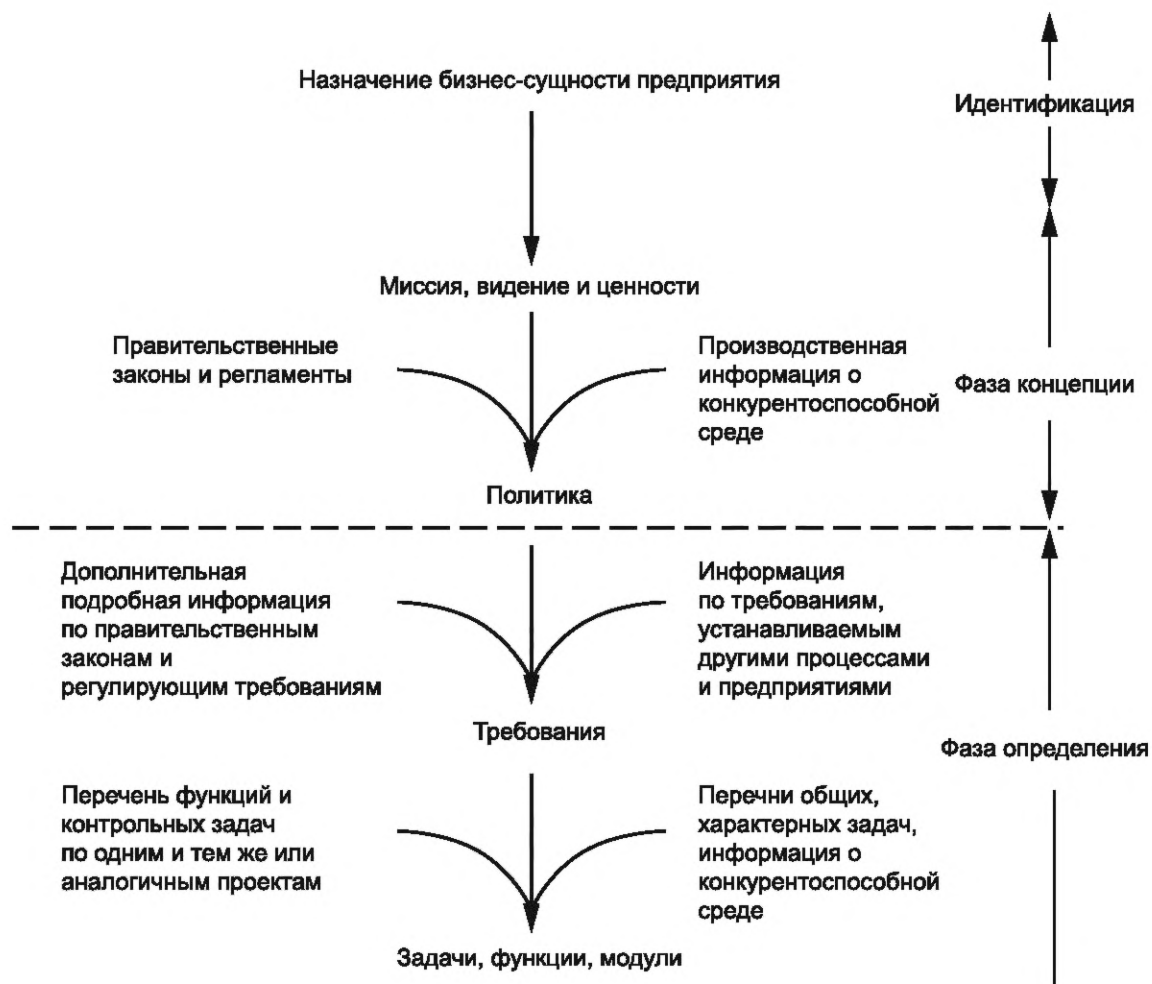 Назначение бизнес-сущности предприятия
Идентификация
Миссия, видение и ценности
Правительственные
законы и регламенты
Производственная
информация о
конкурентоспособной
среде
Фаза концепции
Политика
Дополнительная
подробная информация
по правительственным
законам и
регулирующим требованиям
Информация
по требованиям,
устанавливаемым
другими процессами
и предприятиями
Требования
Фаза определения
Перечень функций и
контрольных задач
по одним и тем же или
аналогичным проектам
Перечни общих,
характерных задач,
информация о
конкурентоспособной
среде
Задачи, функции, модули